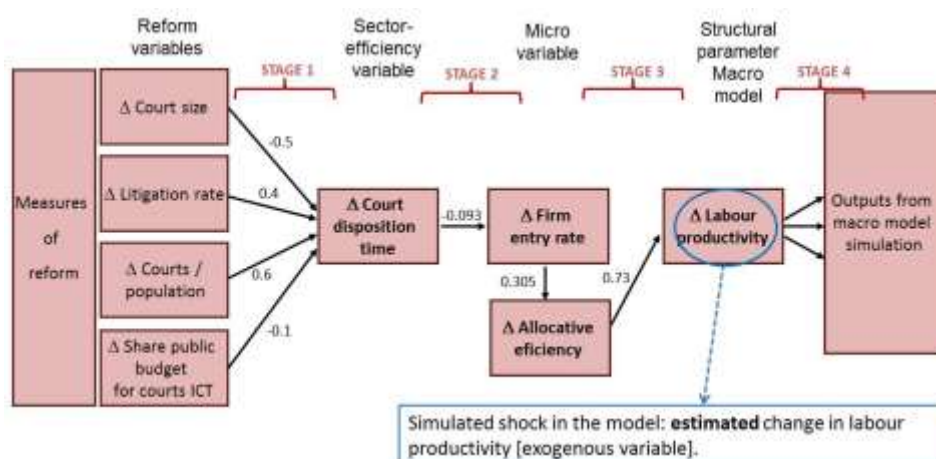 Reform
variables
Sector-
efficiency
variable
Micro
variable
Structural
parameter
Macro
model
STAGE 1
STAGE 2
STAGE 3
STAGE 4
Measures
of
reform
Δ Court size
Δ Litigation rate
Δ Courts /
population
Δ Share public
budget
for courts ICT
-0.5
0.4
0.6
-0.1
Δ Court
disposition
time
-0.093
Δ Firm
entry rate
0.305
Δ Allocative
eficiency
0.73
Δ Labour
productivity
Outputs from
macro model
simulation
Simulated shock in the model: estimated change in labour
productivity [exogenous variable].